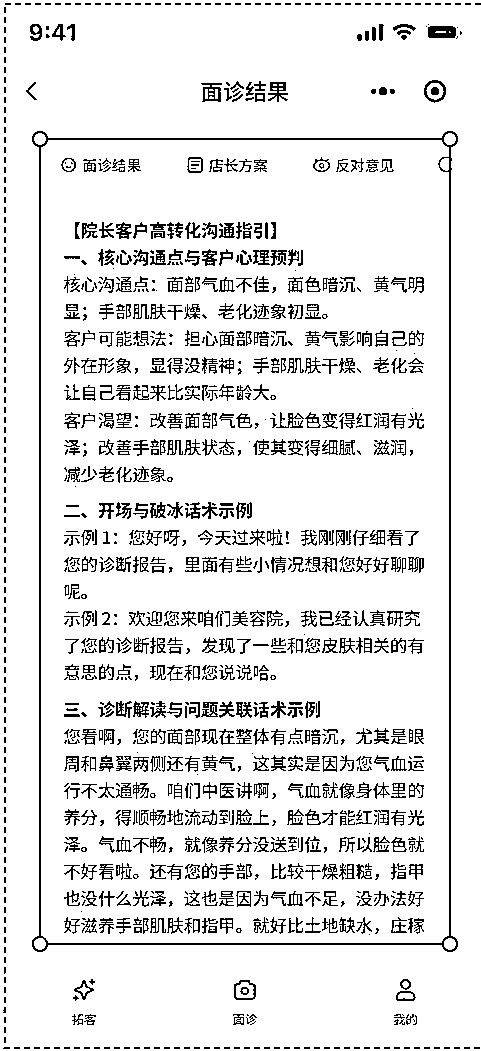 9:41
面诊结果
面诊结果 店长方案 反对意见
【院长客户高转化沟通指引】
一、核心沟通点与客户心理预判
核心沟通点：面部气血不佳，面色暗沉、黄气明
显；手部肌肤干燥、老化迹象初显。
客户可能想法：担心面部暗沉、黄气影响自己的
外在形象，显得没精神；手部肌肤干燥、老化会
让自己看起来比实际年龄大。
客户渴望：改善面部气色，让脸色变得红润有光
泽；改善手部肌肤状态，使其变得细腻、滋润，
减少老化迹象。
二、开场与破冰话术示例
示例 1：您好呀，今天过来啦！我刚刚仔细看了
您的诊断报告，里面有些小情况想和您好好聊聊
呢。
示例 2：欢迎您来咱们美容院，我已经认真研究
了您的诊断报告，发现了一些和您皮肤相关的有
意思的点，现在和您说说哈。
三、诊断解读与问题关联话术示例
您看啊，您的面部现在整体有点暗沉，尤其是眼
周和鼻翼两侧还有黄气，这其实是因为您气血运
行不太通畅。咱们中医讲啊，气血就像身体里的
养分，得顺畅地流动到脸上，脸色才能红润有光
泽。气血不畅，就像养分没送到位，所以脸色就
不好看啦。还有您的手部，比较干燥粗糙，指甲
也没什么光泽，这也是因为气血不足，没办法好
好滋养手部肌肤和指甲。就好比土地缺水，庄稼
拓客 面诊 我的